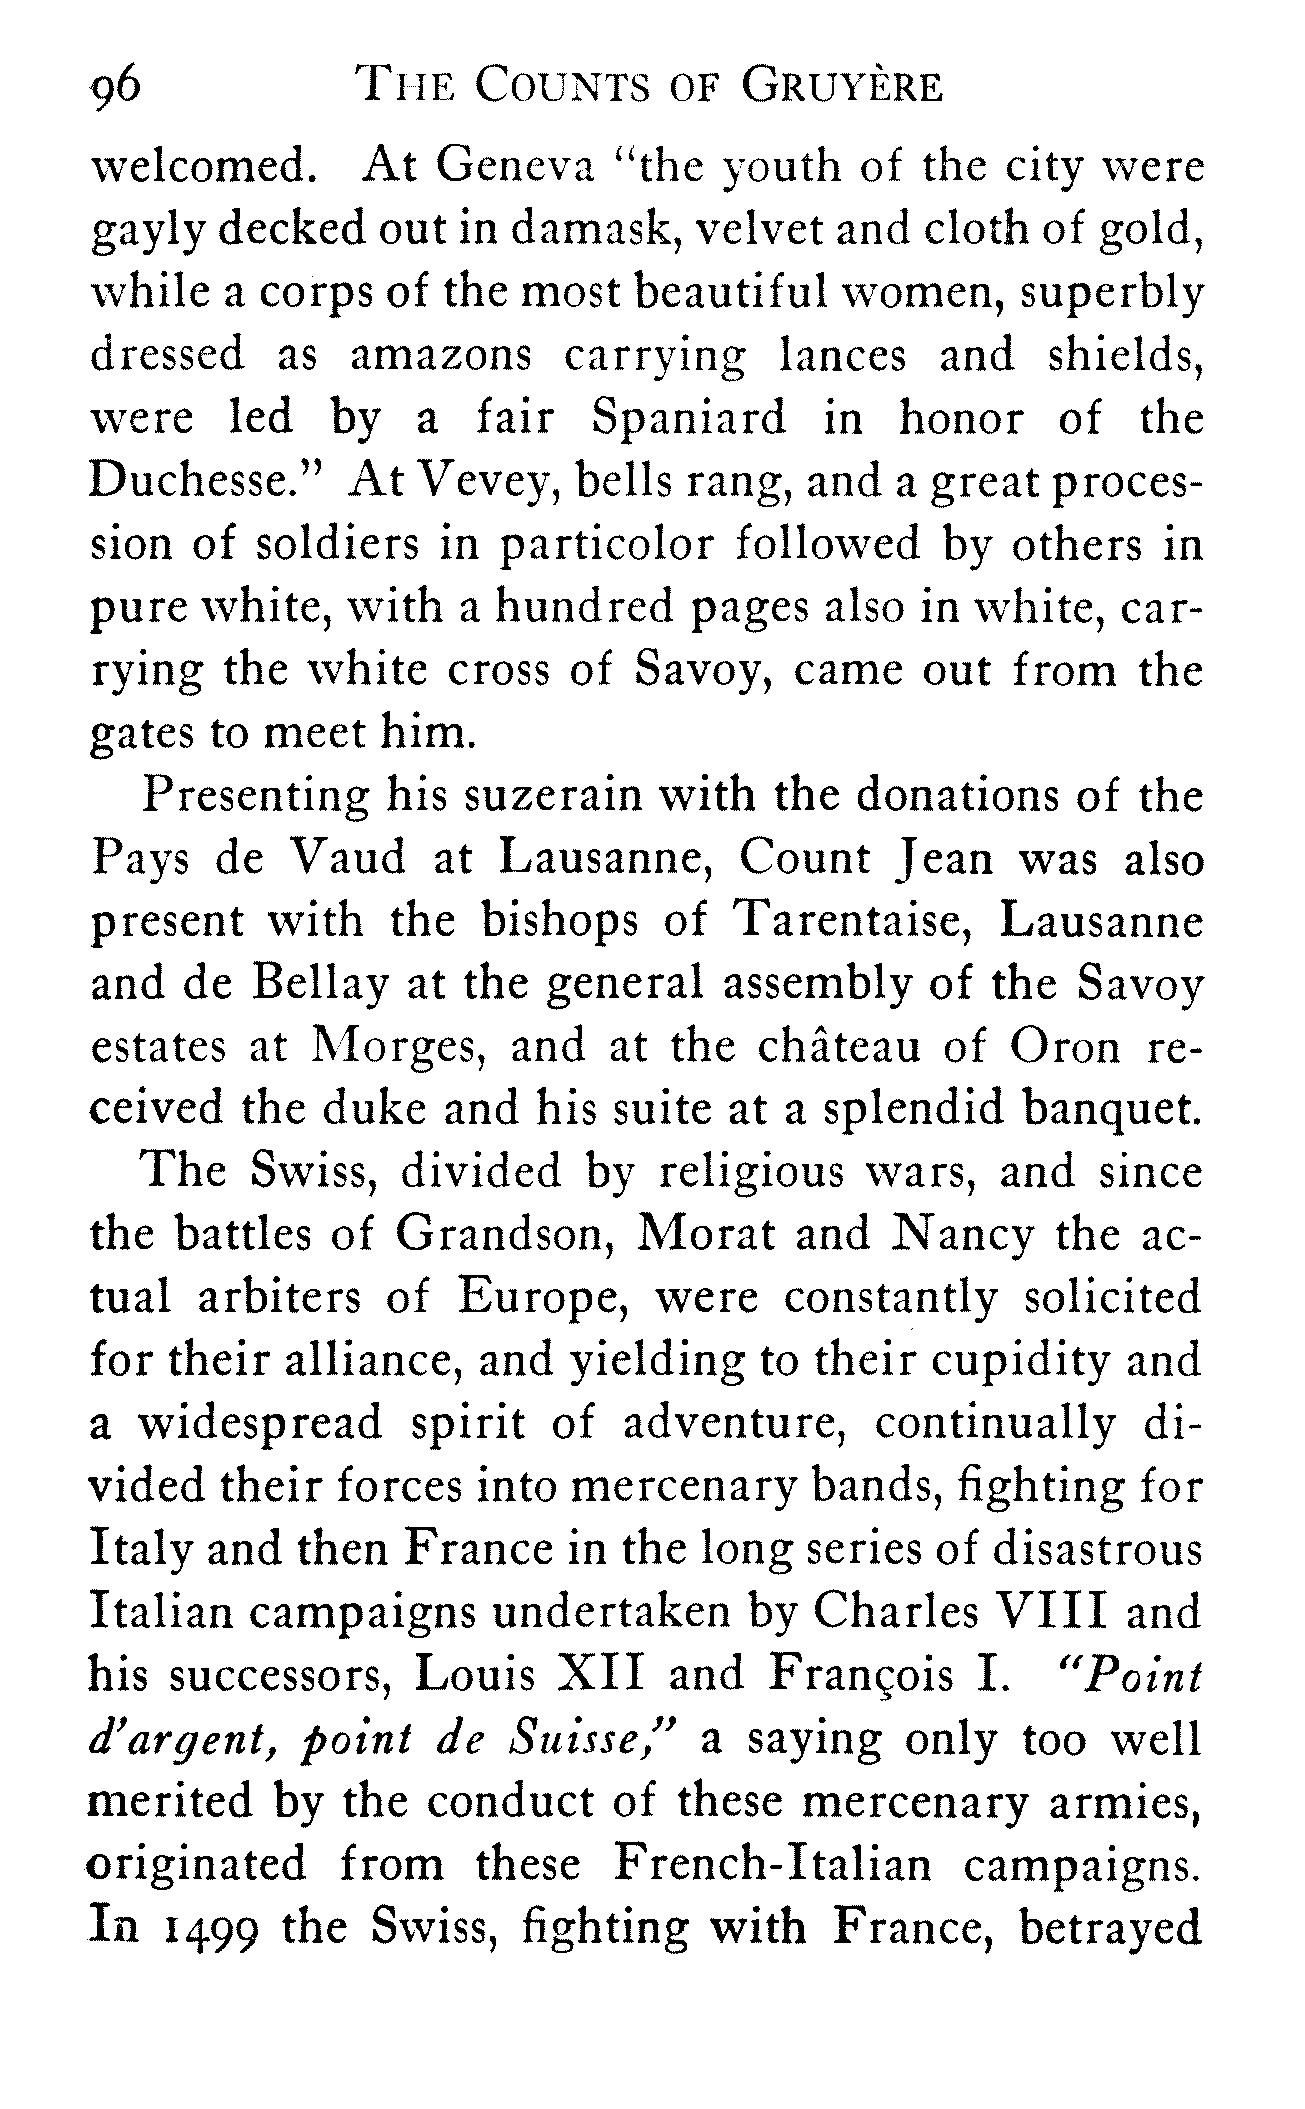 96 THE COUNTS OF GRUYÈRE
welcomed. At Geneva "the youth of the city were
gayly decked out in damask, velvet and cloth of gold,
while a corps of the most beautiful women, superbly
dressed as amazons carrying lances and shields,
were led by a fair Spaniard in honor of the
Duchesse." At Vevey, bells rang, and a great proces-
sion of soldiers in particolor followed by others in
pure white, with a hundred pages also in white, car-
rying the white cross of Savoy, came out from the
gates to meet him.
Presenting his suzerain with the donations of the
Pays de Vaud at Lausanne, Count Jean was also
present with the bishops of Tarentaise, Lausanne
and de Bellay at the general assembly of the Savoy
estates at Morges, and at the château of Oron re-
ceived the duke and his suite at a splendid banquet.
The Swiss, divided by religious wars, and since
the battles of Grandson, Morat and Nancy the ac-
tual arbiters of Europe, were constantly solicited
for their alliance, and yielding to their cupidity and
a widespread spirit of adventure, continually di-
vided their forces into mercenary bands, fighting for
Italy and then France in the long series of disastrous
Italian campaigns undertaken by Charles VIII and
his successors, Louis XII and François I. "Point
d'argent, point de Suisse," a saying only too well
merited by the conduct of these mercenary armies,
originated from these French-Italian campaigns.
In 1499 the Swiss, fighting with France, betrayed